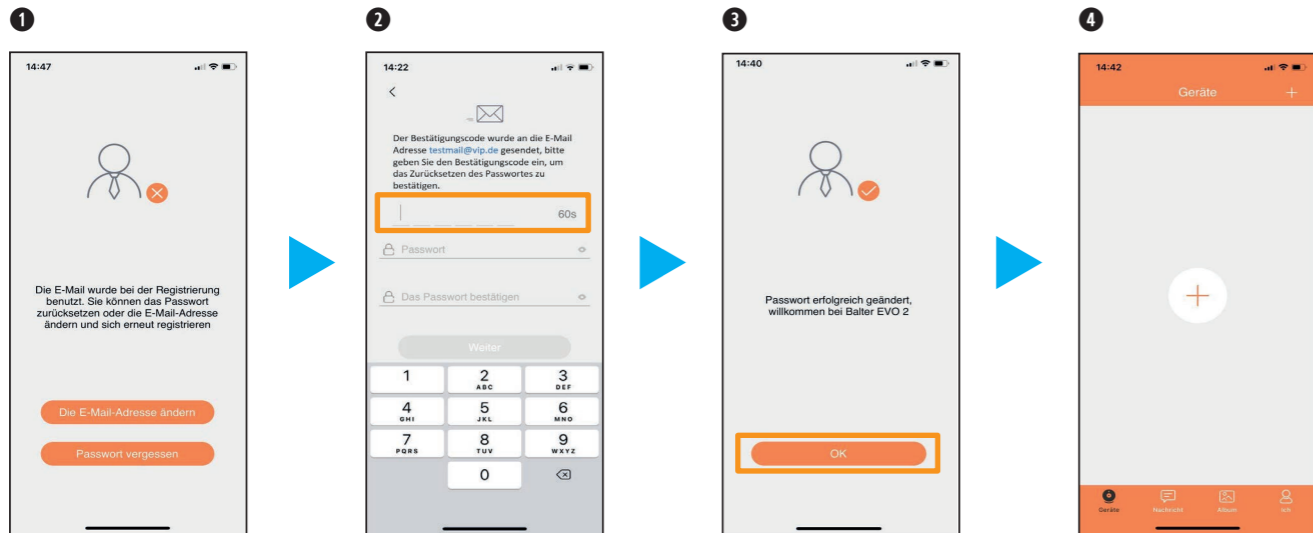 ❶
14:47
Die E-Mail wurde bei der Registrierung
benutzt. Sie können das Passwort
zurücksetzen oder die E-Mail-Adresse
ändern und sich erneut registrieren
Die E-Mail-Adresse ändern
Passwort vergessen
❷
14:22
Der Bestätigungscode wurde an die E-Mail
Adresse testmail@vip.de gesendet, bitte
geben Sie den Bestätigungscode ein, um
das Zurücksetzen des Passwortes zu
bestätigen.
60s
Passwort
Das Passwort bestätigen
Weiter
1 2 3
ABC DEF
4 5 6
GHI JKL MNO
7 8 9
PQRS TUV WXYZ
0
❸
14:40
Passwort erfolgreich geändert,
willkommen bei Balter EVO 2
OK
❹
14:42
Geräte
Geräte Nachricht Album Ich